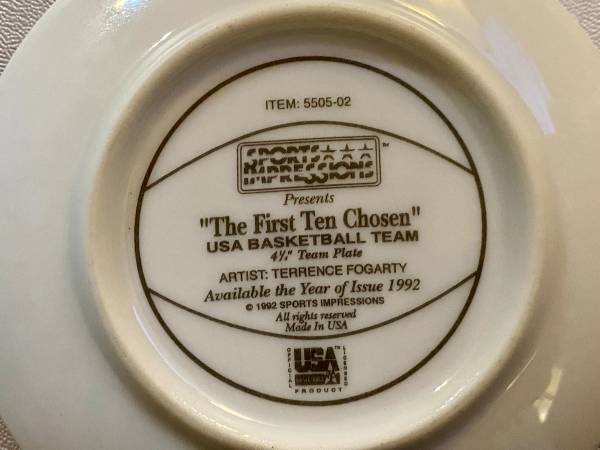 ITEM: 5505-02
SPORTS
IMPRESSIONS
™
Presents
"The First Ten Chosen"
USA BASKETBALL TEAM
4¼" Team Plate
ARTIST: TERRENCE FOGARTY
Available the Year of Issue 1992
© 1992 SPORTS IMPRESSIONS
All rights reserved
Made In USA
OFFICIAL
USA™
LICENSED
PRODUCT